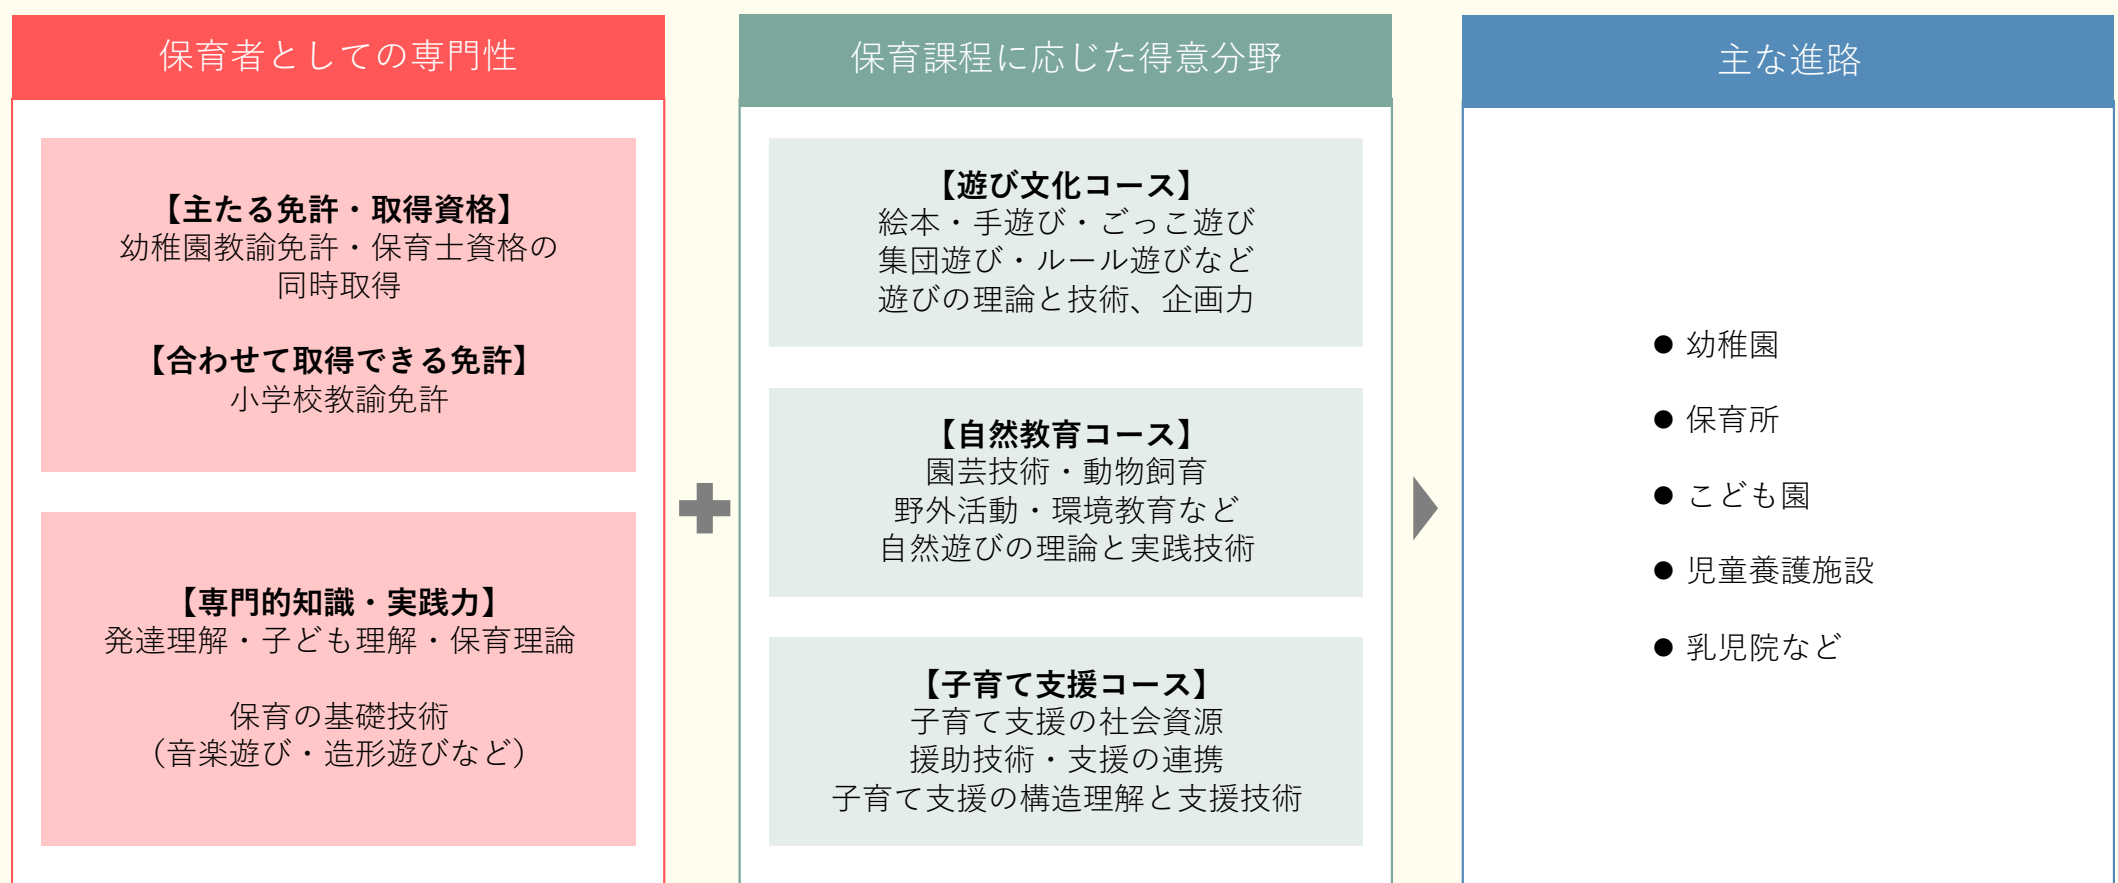 保育者としての専門性
【主たる免許・取得資格】
幼稚園教諭免許・保育士資格の
同時取得
【合わせて取得できる免許】
小学校教諭免許
【専門的知識・実践力】
発達理解・子ども理解・保育理論
保育の基礎技術
（音楽遊び・造形遊びなど）
保育課程に応じた得意分野
【遊び文化コース】
絵本・手遊び・ごっこ遊び
集団遊び・ルール遊びなど
遊びの理論と技術、企画力
【自然教育コース】
園芸技術・動物飼育
野外活動・環境教育など
自然遊びの理論と実践技術
【子育て支援コース】
子育て支援の社会資源
援助技術・支援の連携
子育て支援の構造理解と支援技術
主な進路
● 幼稚園
● 保育所
● こども園
● 児童養護施設
● 乳児院など